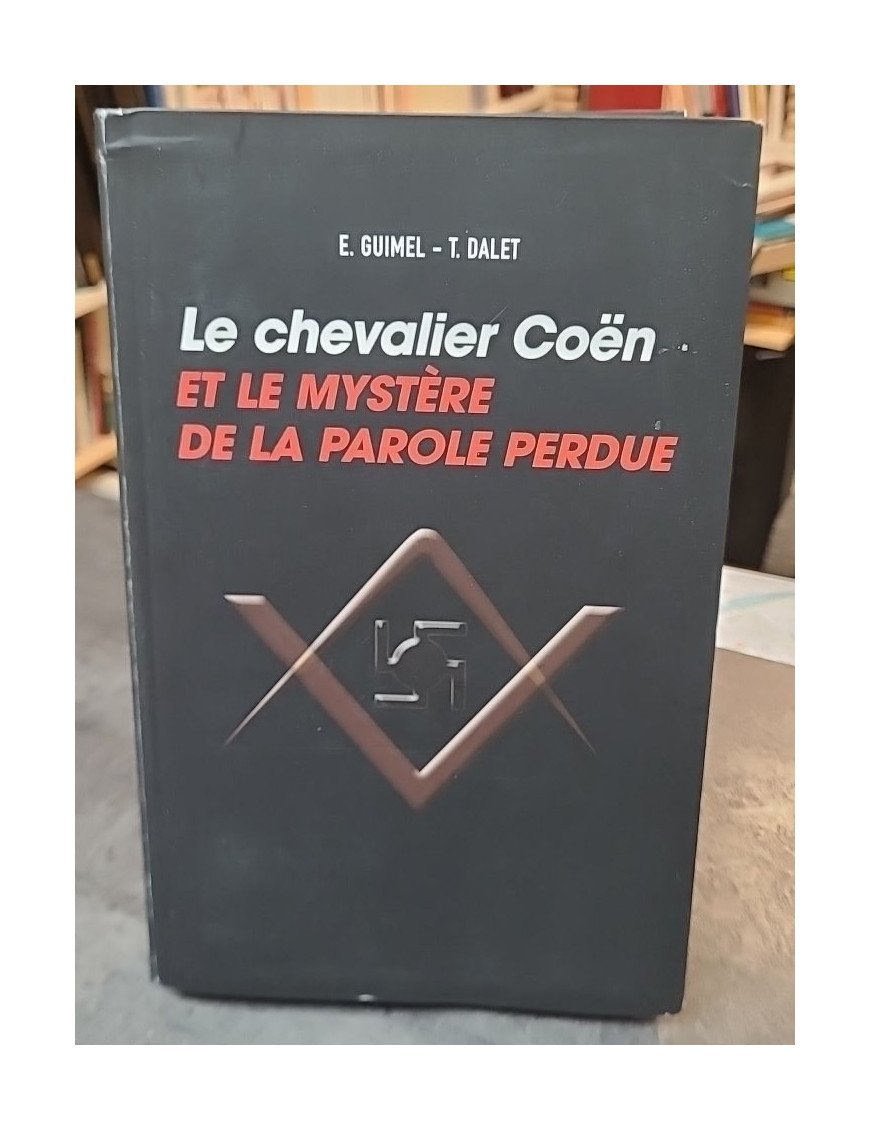 E. GUIMEL - T. DALET
Le chevalier Coën
ET LE MYSTÈRE
DE LA PAROLE PERDUE